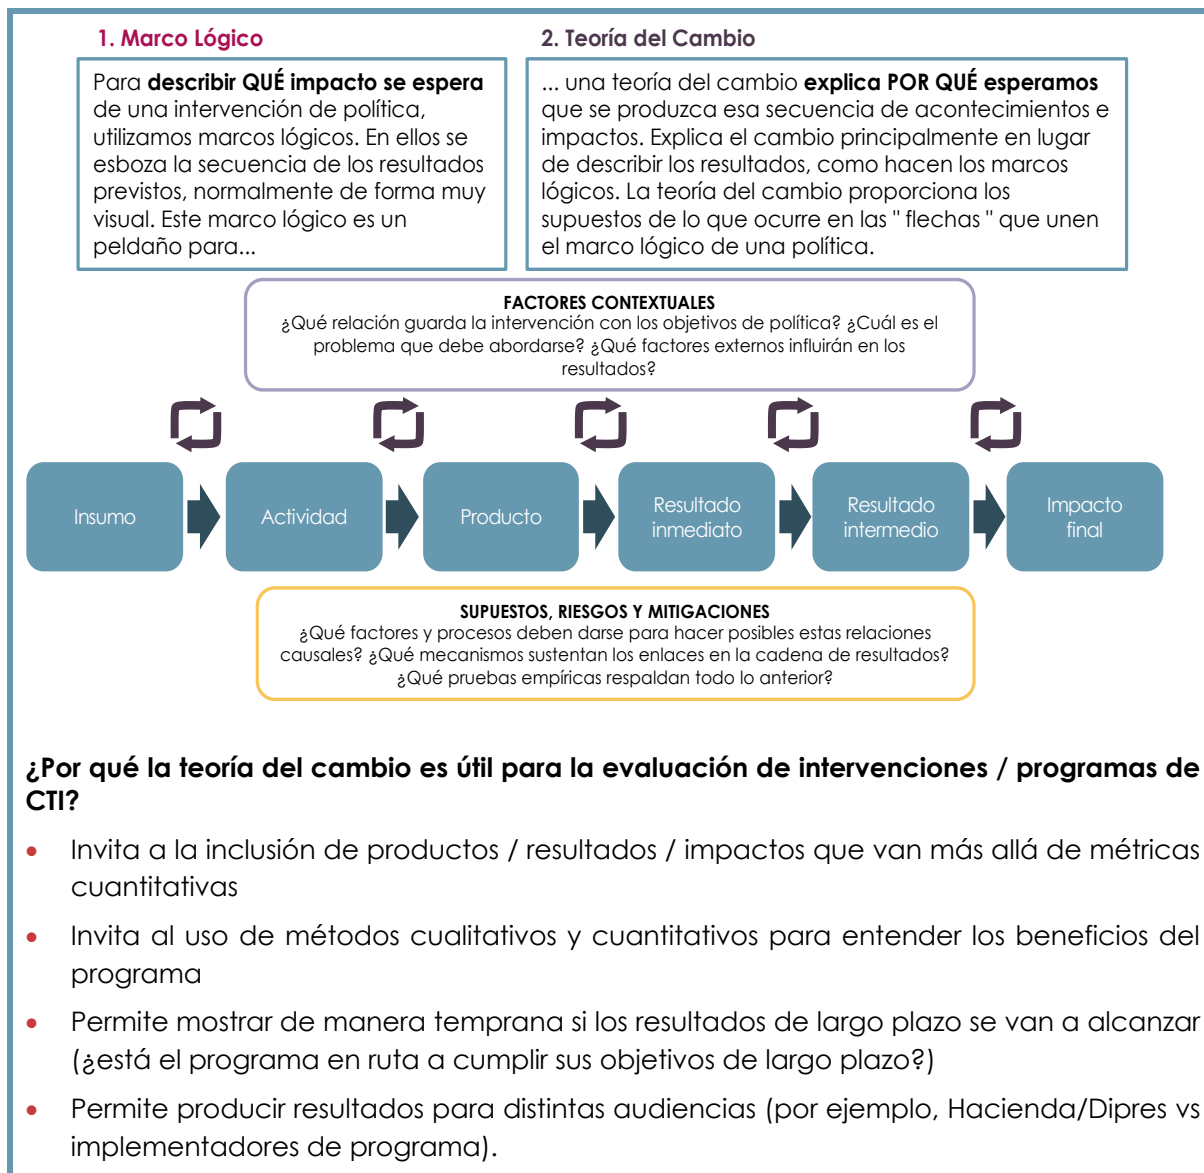 1. Marco Lógico
Para describir QUÉ impacto se espera
de una intervención de política,
utilizamos marcos lógicos. En ellos se
esboza la secuencia de los resultados
previstos, normalmente de forma muy
visual. Este marco lógico es un
peldaño para...
2. Teoría del Cambio
... una teoría del cambio explica POR QUÉ esperamos
que se produzca esa secuencia de acontecimientos e
impactos. Explica el cambio principalmente en lugar
de describir los resultados, como hacen los marcos
lógicos. La teoría del cambio proporciona los
supuestos de lo que ocurre en las " flechas " que unen
el marco lógico de una política.
FACTORES CONTEXTUALES
¿Qué relación guarda la intervención con los objetivos de política? ¿Cuál es el
problema que debe abordarse? ¿Qué factores externos influirán en los
resultados?
Insumo
Actividad
Producto
Resultado
inmediato
Resultado
intermedio
Impacto
final
SUPUESTOS, RIESGOS Y MITIGACIONES
¿Qué factores y procesos deben darse para hacer posibles estas relaciones
causales? ¿Qué mecanismos sustentan los enlaces en la cadena de resultados?
¿Qué pruebas empíricas respaldan todo lo anterior?
¿Por qué la teoría del cambio es útil para la evaluación de intervenciones / programas de
CTI?
• Invita a la inclusión de productos / resultados / impactos que van más allá de métricas
cuantitativas
• Invita al uso de métodos cualitativos y cuantitativos para entender los beneficios del
programa
• Permite mostrar de manera temprana si los resultados de largo plazo se van a alcanzar
(¿está el programa en ruta a cumplir sus objetivos de largo plazo?)
• Permite producir resultados para distintas audiencias (por ejemplo, Hacienda/Dipres vs
implementadores de programa).